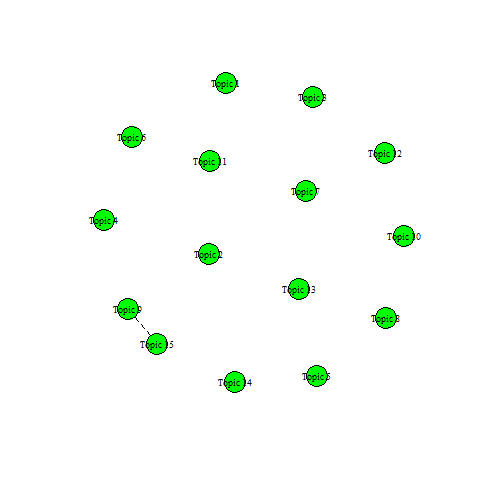 Topic 1
Topic 3
Topic 6
Topic 12
Topic 11
Topic 7
Topic 4
Topic 10
Topic 2
Topic 13
Topic 9
Topic 8
Topic 15
Topic 5
Topic 14